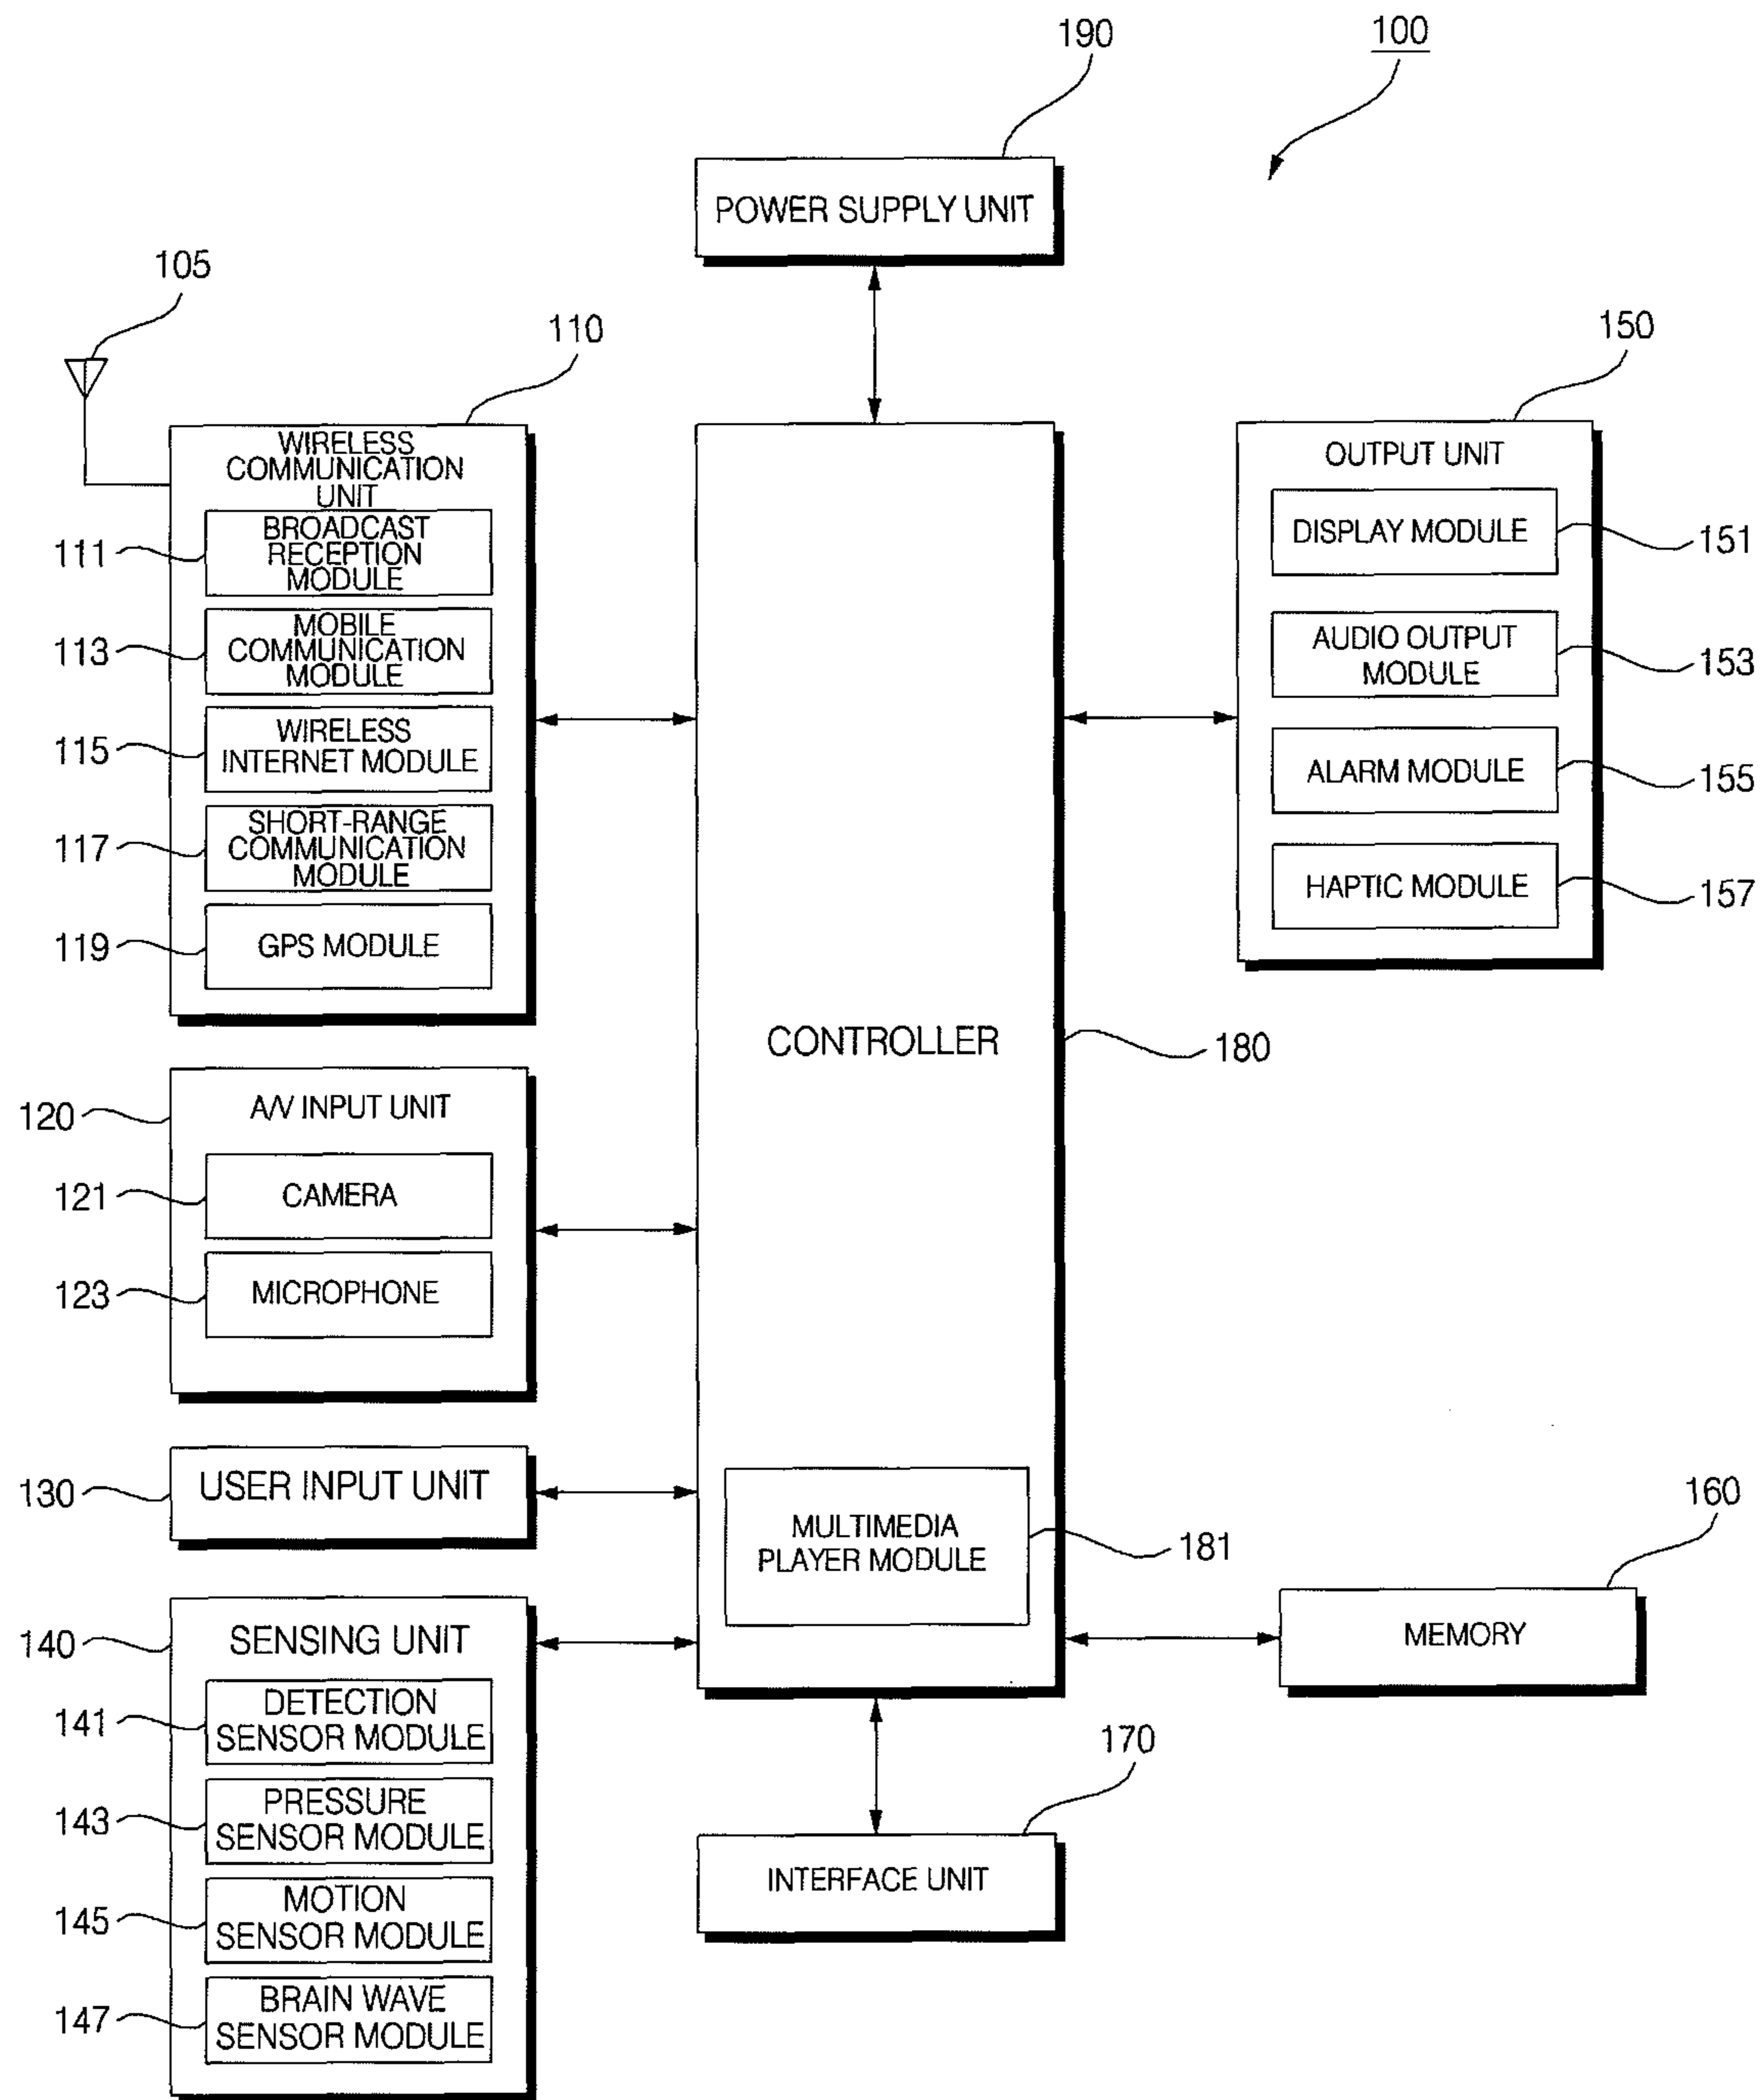 190
100
POWER SUPPLY UNIT
105
110
150
WIRELESS
COMMUNICATION
UNIT
111
BROADCAST
RECEPTION
MODULE
113
MOBILE
COMMUNICATION
MODULE
115
WIRELESS
INTERNET MODULE
117
SHORT-RANGE
COMMUNICATION
MODULE
119
GPS MODULE
OUTPUT UNIT
DISPLAY MODULE
151
AUDIO OUTPUT
MODULE
153
ALARM MODULE
155
HAPTIC MODULE
157
CONTROLLER
180
120
A/V INPUT UNIT
121
CAMERA
123
MICROPHONE
130
USER INPUT UNIT
MULTIMEDIA
PLAYER MODULE
181
160
MEMORY
140
SENSING UNIT
141
DETECTION
SENSOR MODULE
143
PRESSURE
SENSOR MODULE
145
MOTION
SENSOR MODULE
147
BRAIN WAVE
SENSOR MODULE
170
INTERFACE UNIT